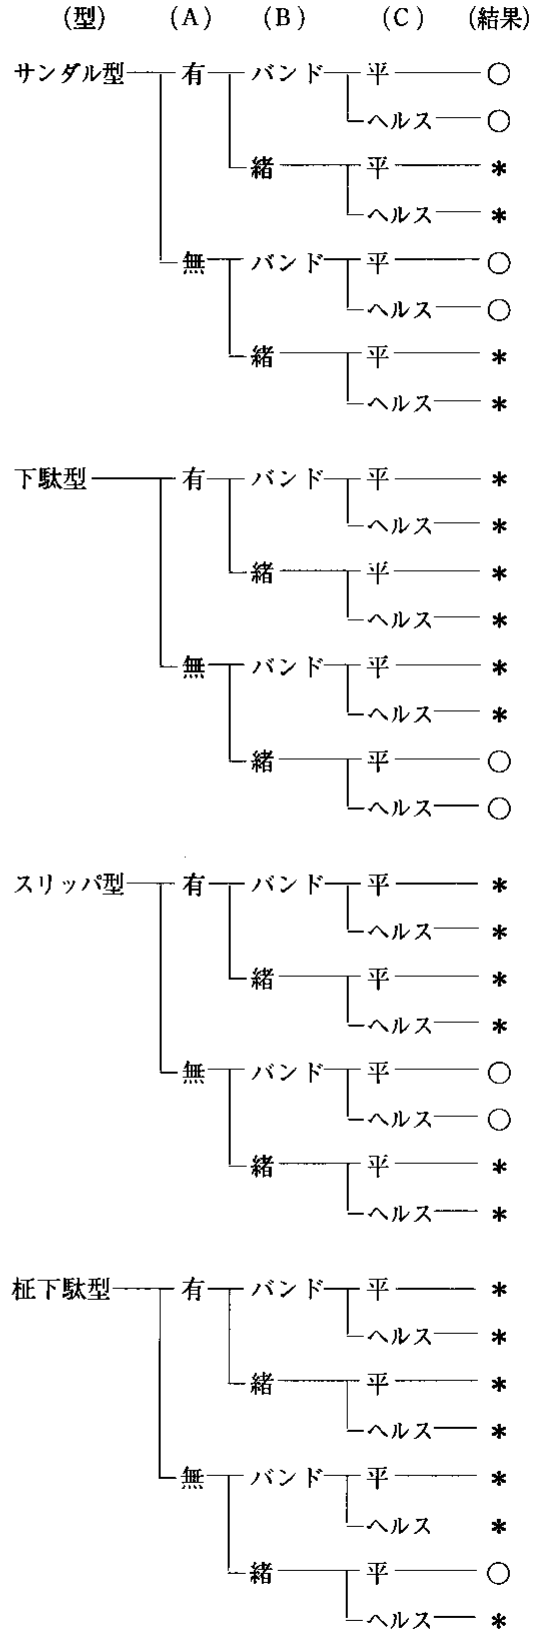 (型) (A) (B) (C) (結果)
サンダル型 有 バンド 平 ○
ヘルス ○
緒 平 *
ヘルス *
無 バンド 平 ○
ヘルス ○
緒 平 *
ヘルス *
下駄型 有 バンド 平 *
ヘルス *
緒 平 *
ヘルス *
無 バンド 平 *
ヘルス *
緒 平 ○
ヘルス ○
スリッパ型 有 バンド 平 *
ヘルス *
緒 平 *
ヘルス *
無 バンド 平 ○
ヘルス ○
緒 平 *
ヘルス *
柾下駄型 有 バンド 平 *
ヘルス *
緒 平 *
ヘルス *
無 バンド 平 *
ヘルス *
緒 平 ○
ヘルス *